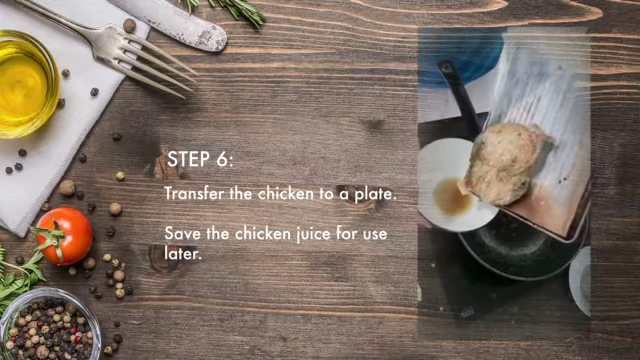 STEP 6:
Transfer the chicken to a plate.
Save the chicken juice for use
later.